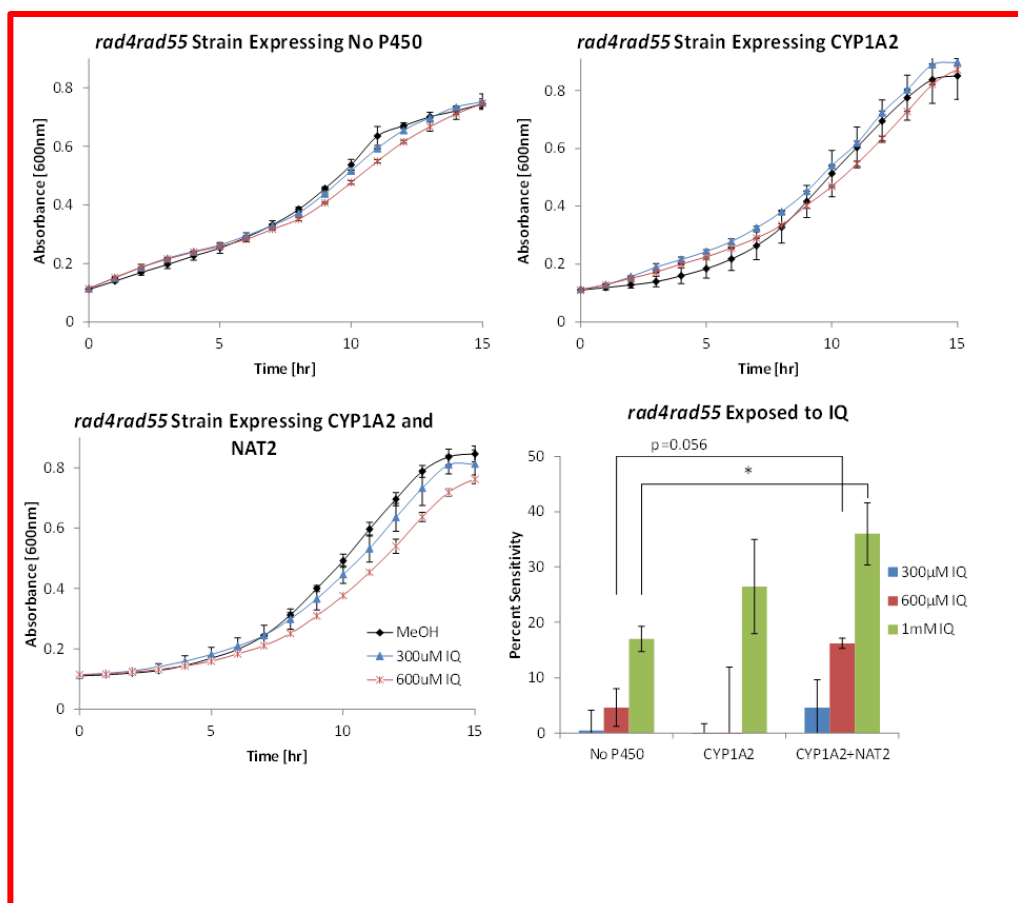 rad4rad55 Strain Expressing No P450
Absorbance [600nm]
0.8
0.6
0.4
0.2
0
0 5 10 15
Time [hr]
rad4rad55 Strain Expressing CYP1A2
Absorbance [600nm]
0.8
0.6
0.4
0.2
0
0 5 10 15
Time [hr]
rad4rad55 Strain Expressing CYP1A2 and
NAT2
Absorbance [600nm]
0.8
0.6
0.4
0.2
0
MeOH
300uM IQ
600uM IQ
0 5 10 15
Time [hr]
rad4rad55 Exposed to IQ
Percent Sensitivity
50
40
30
20
10
0
p=0.056
*
300µM IQ
600µM IQ
1mM IQ
No P450 CYP1A2 CYP1A2+NAT2